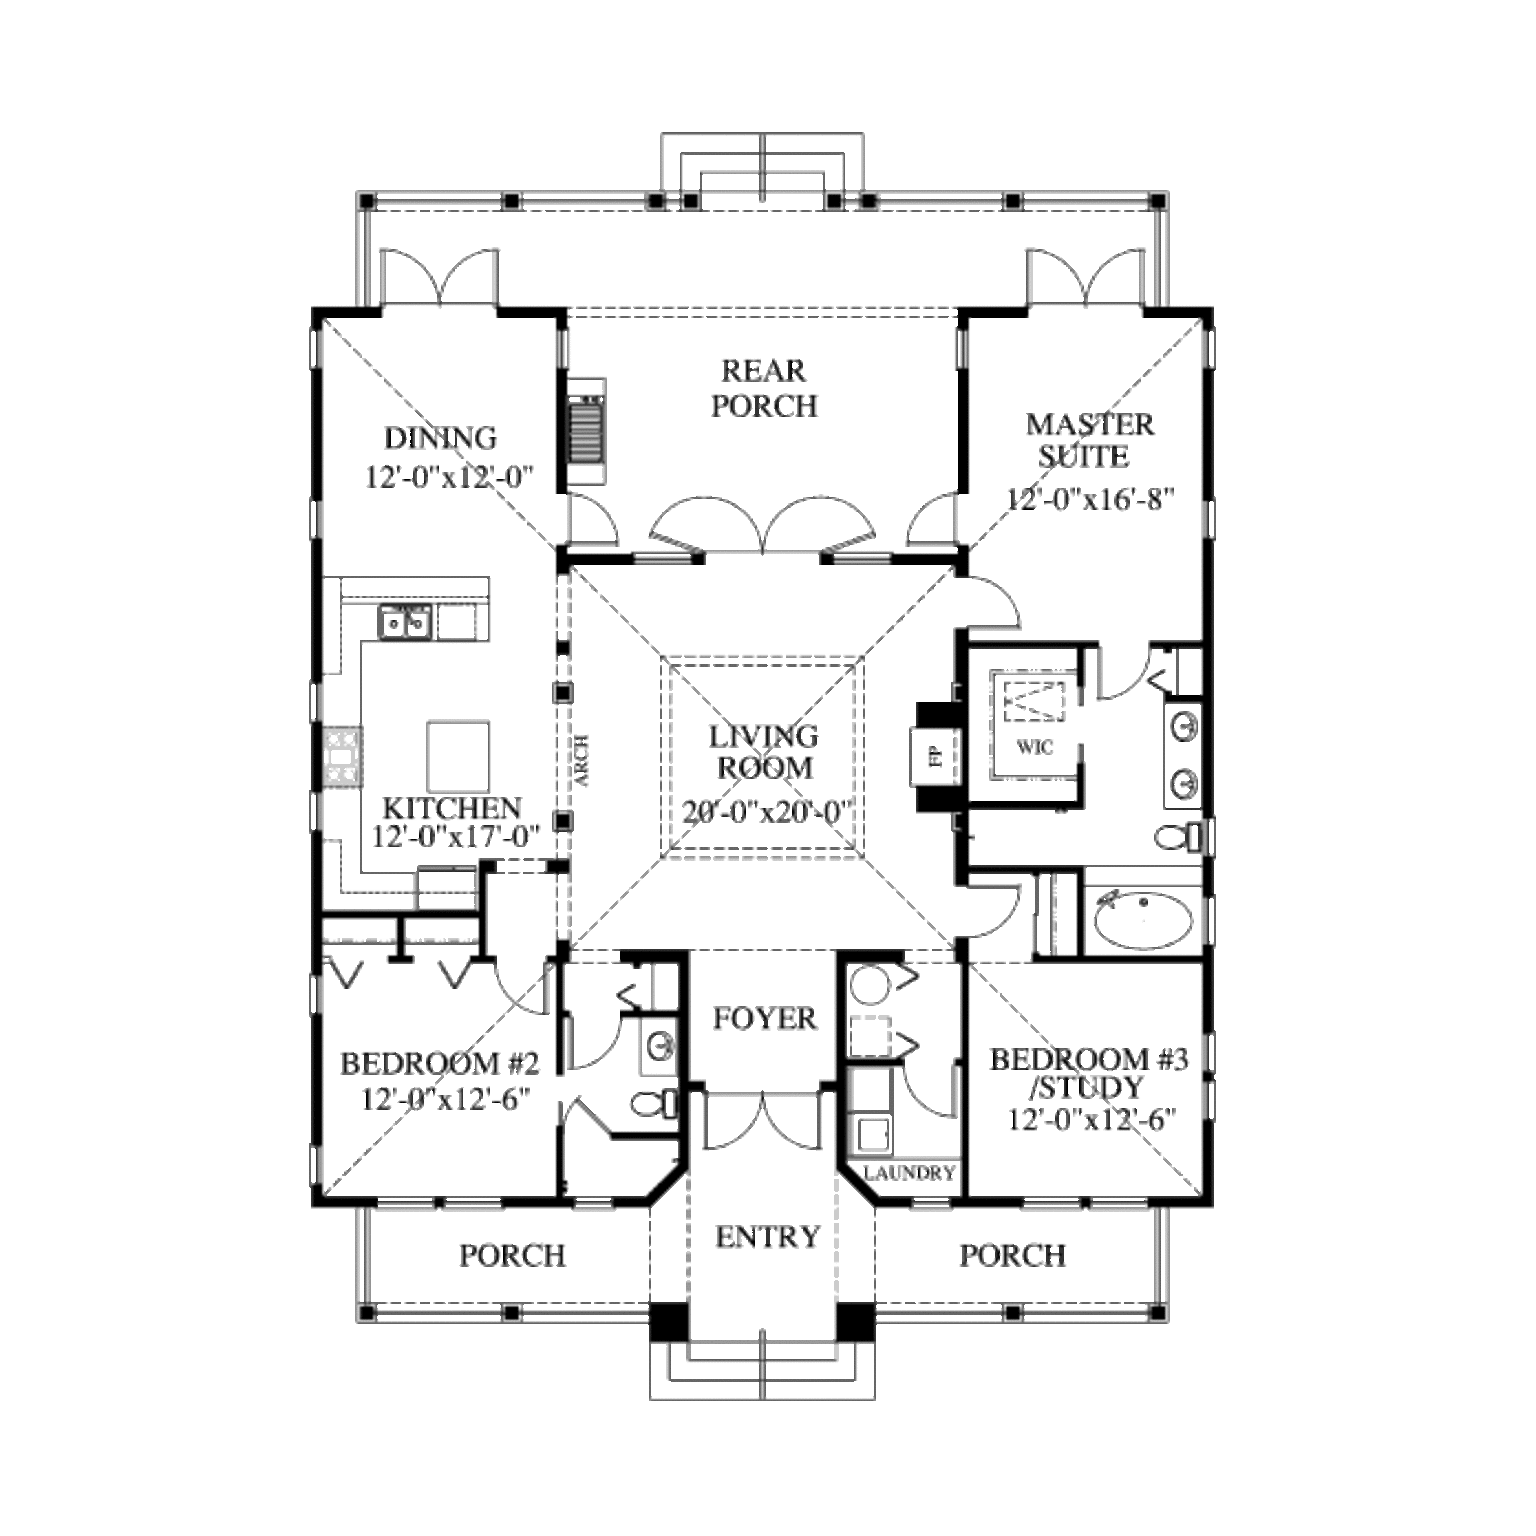 REAR
PORCH
DINING
12'-0"x12'-0"
MASTER
SUITE
12'-0"x16'-8"
LIVING
ROOM
20'-0"x20'-0"
ARCH
FP
WIC
KITCHEN
12'-0"x17'-0"
FOYER
BEDROOM #2
12'-0"x12'-6"
BEDROOM #3
/STUDY
12'-0"x12'-6"
LAUNDRY
ENTRY
PORCH
PORCH